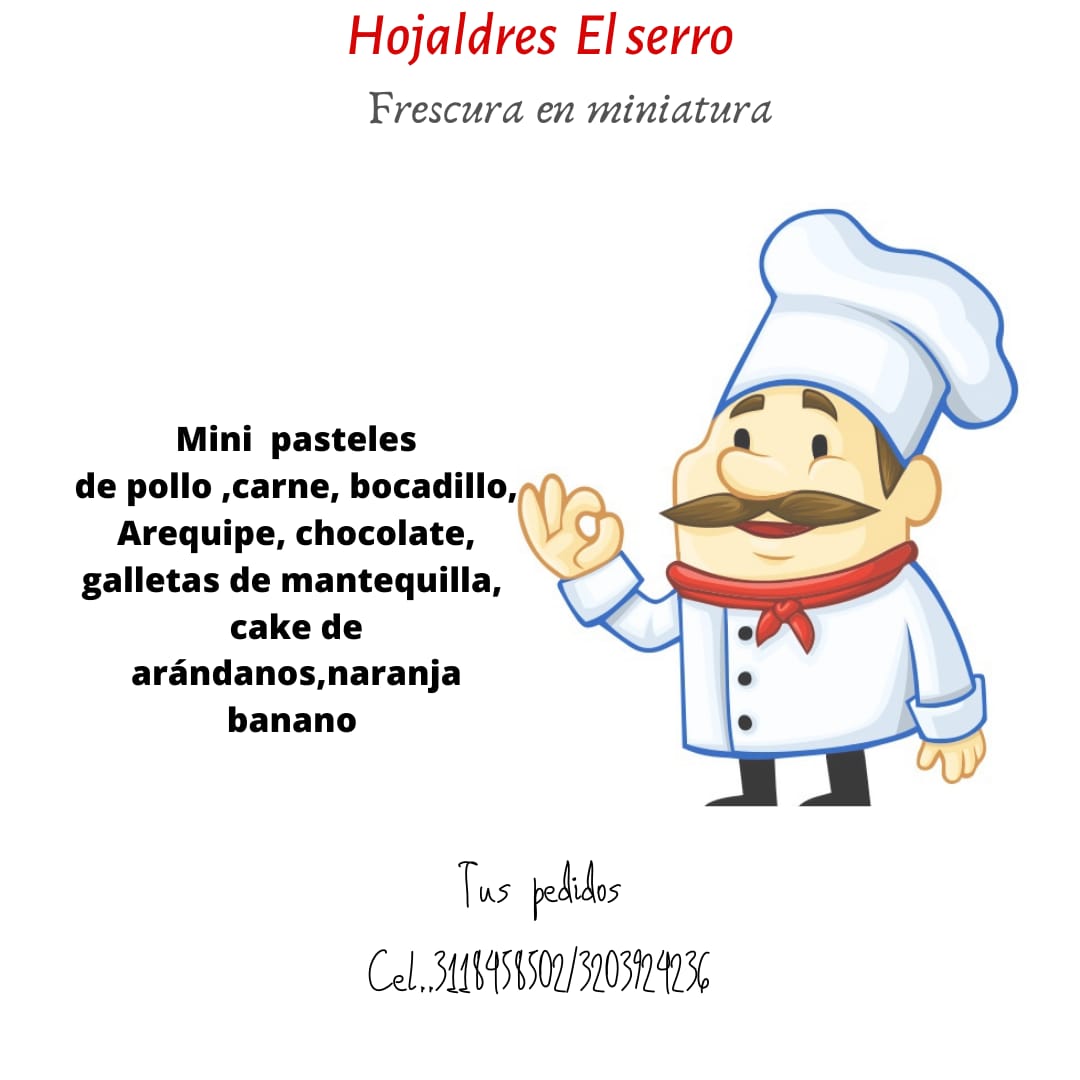 Hojaldres El serro
Frescura en miniatura
Mini pasteles
de pollo ,carne, bocadillo,
Arequipe, chocolate,
galletas de mantequilla,
cake de
arándanos,naranja
banano
Tus pedidos
Cel..3118458502/3203924236